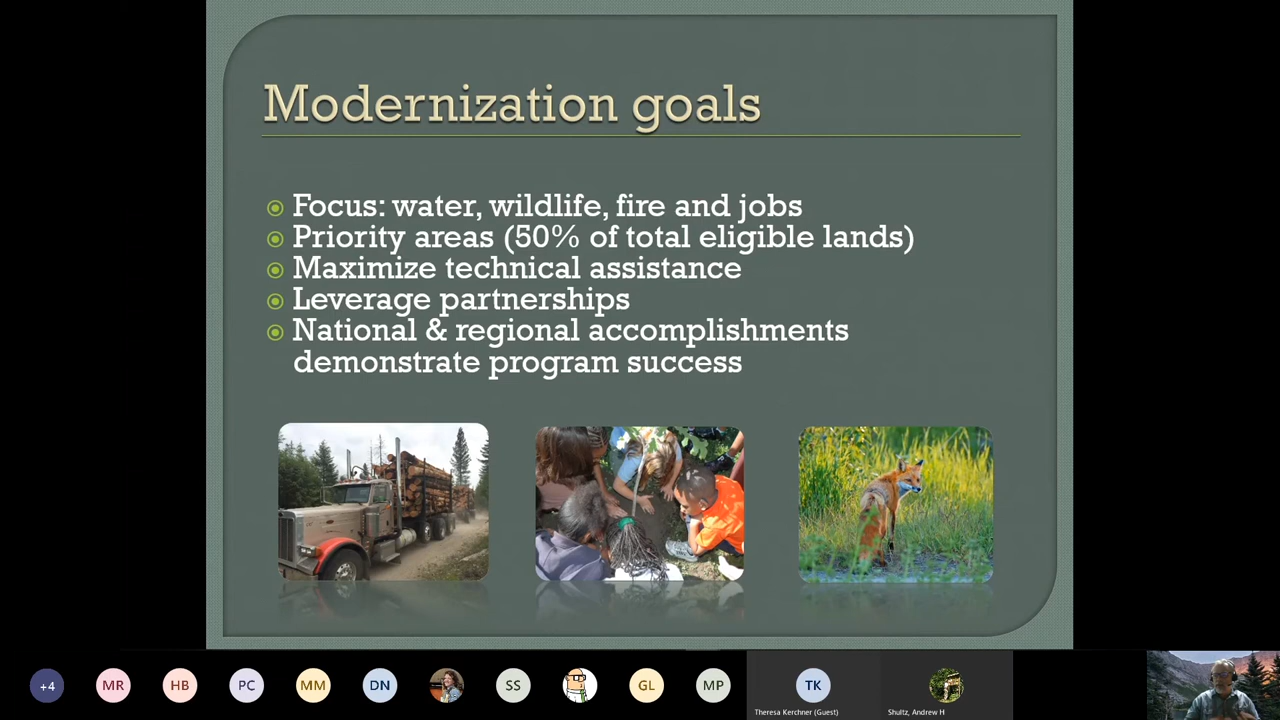 Modernization goals
Focus: water, wildlife, fire and jobs
Priority areas (50% of total eligible lands)
Maximize technical assistance
Leverage partnerships
National & regional accomplishments
demonstrate program success
+4
MR
HB
PC
MM
DN
SS
GL
MP
TK
Theresa Kerchner (Guest)
Shultz, Andrew H